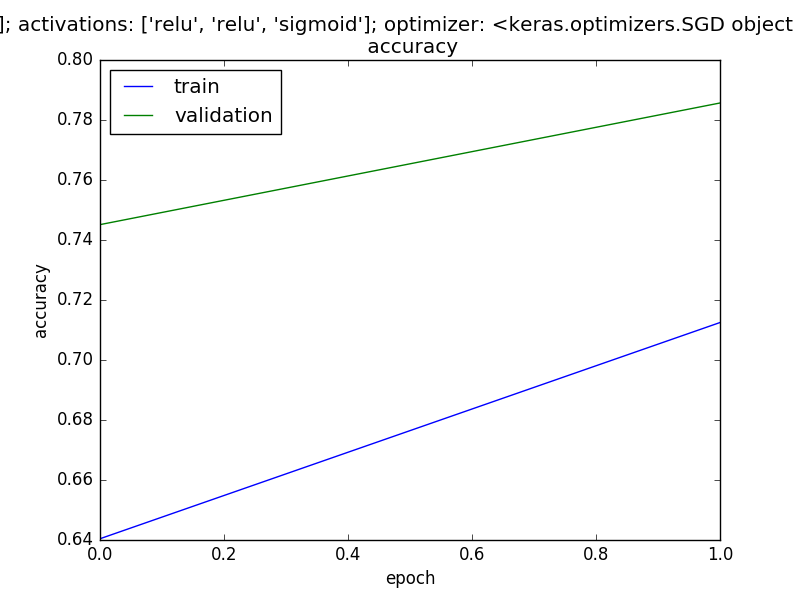 ]; activations: ['relu', 'relu', 'sigmoid']; optimizer: <keras.optimizers.SGD object
accuracy
0.80
train
validation
0.78
0.76
0.74
0.72
accuracy
0.70
0.68
0.66
0.64
0.0 0.2 0.4 0.6 0.8 1.0
epoch